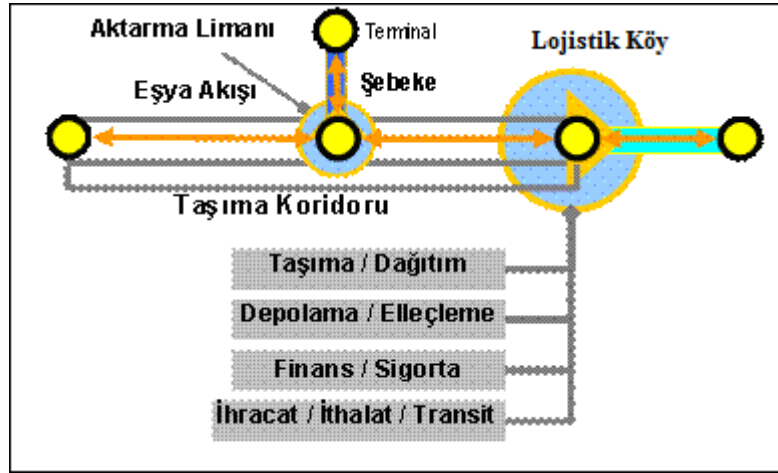 Aktarma Limanı
Terminal
Lojistik Köy
Eşya Akışı
Şebeke
Taşıma Koridoru
Taşıma / Dağıtım
Depolama / Elleçleme
Finans / Sigorta
İhracat / İthalat / Transit